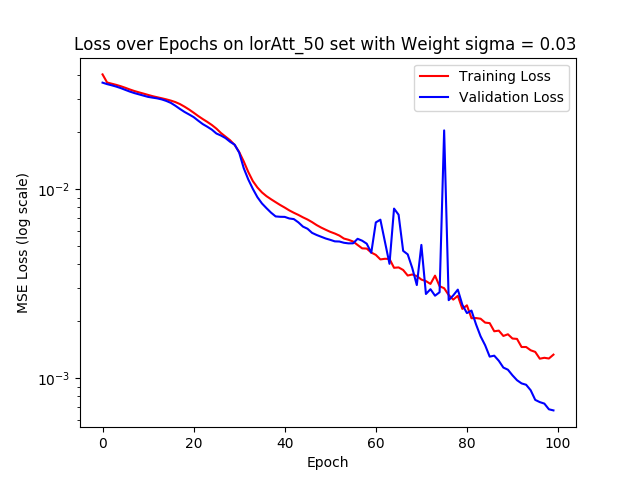 Loss over Epochs on lorAtt_50 set with Weight sigma = 0.03
Training Loss
Validation Loss
MSE Loss (log scale)
10⁻²
10⁻³
0 20 40 60 80 100
Epoch